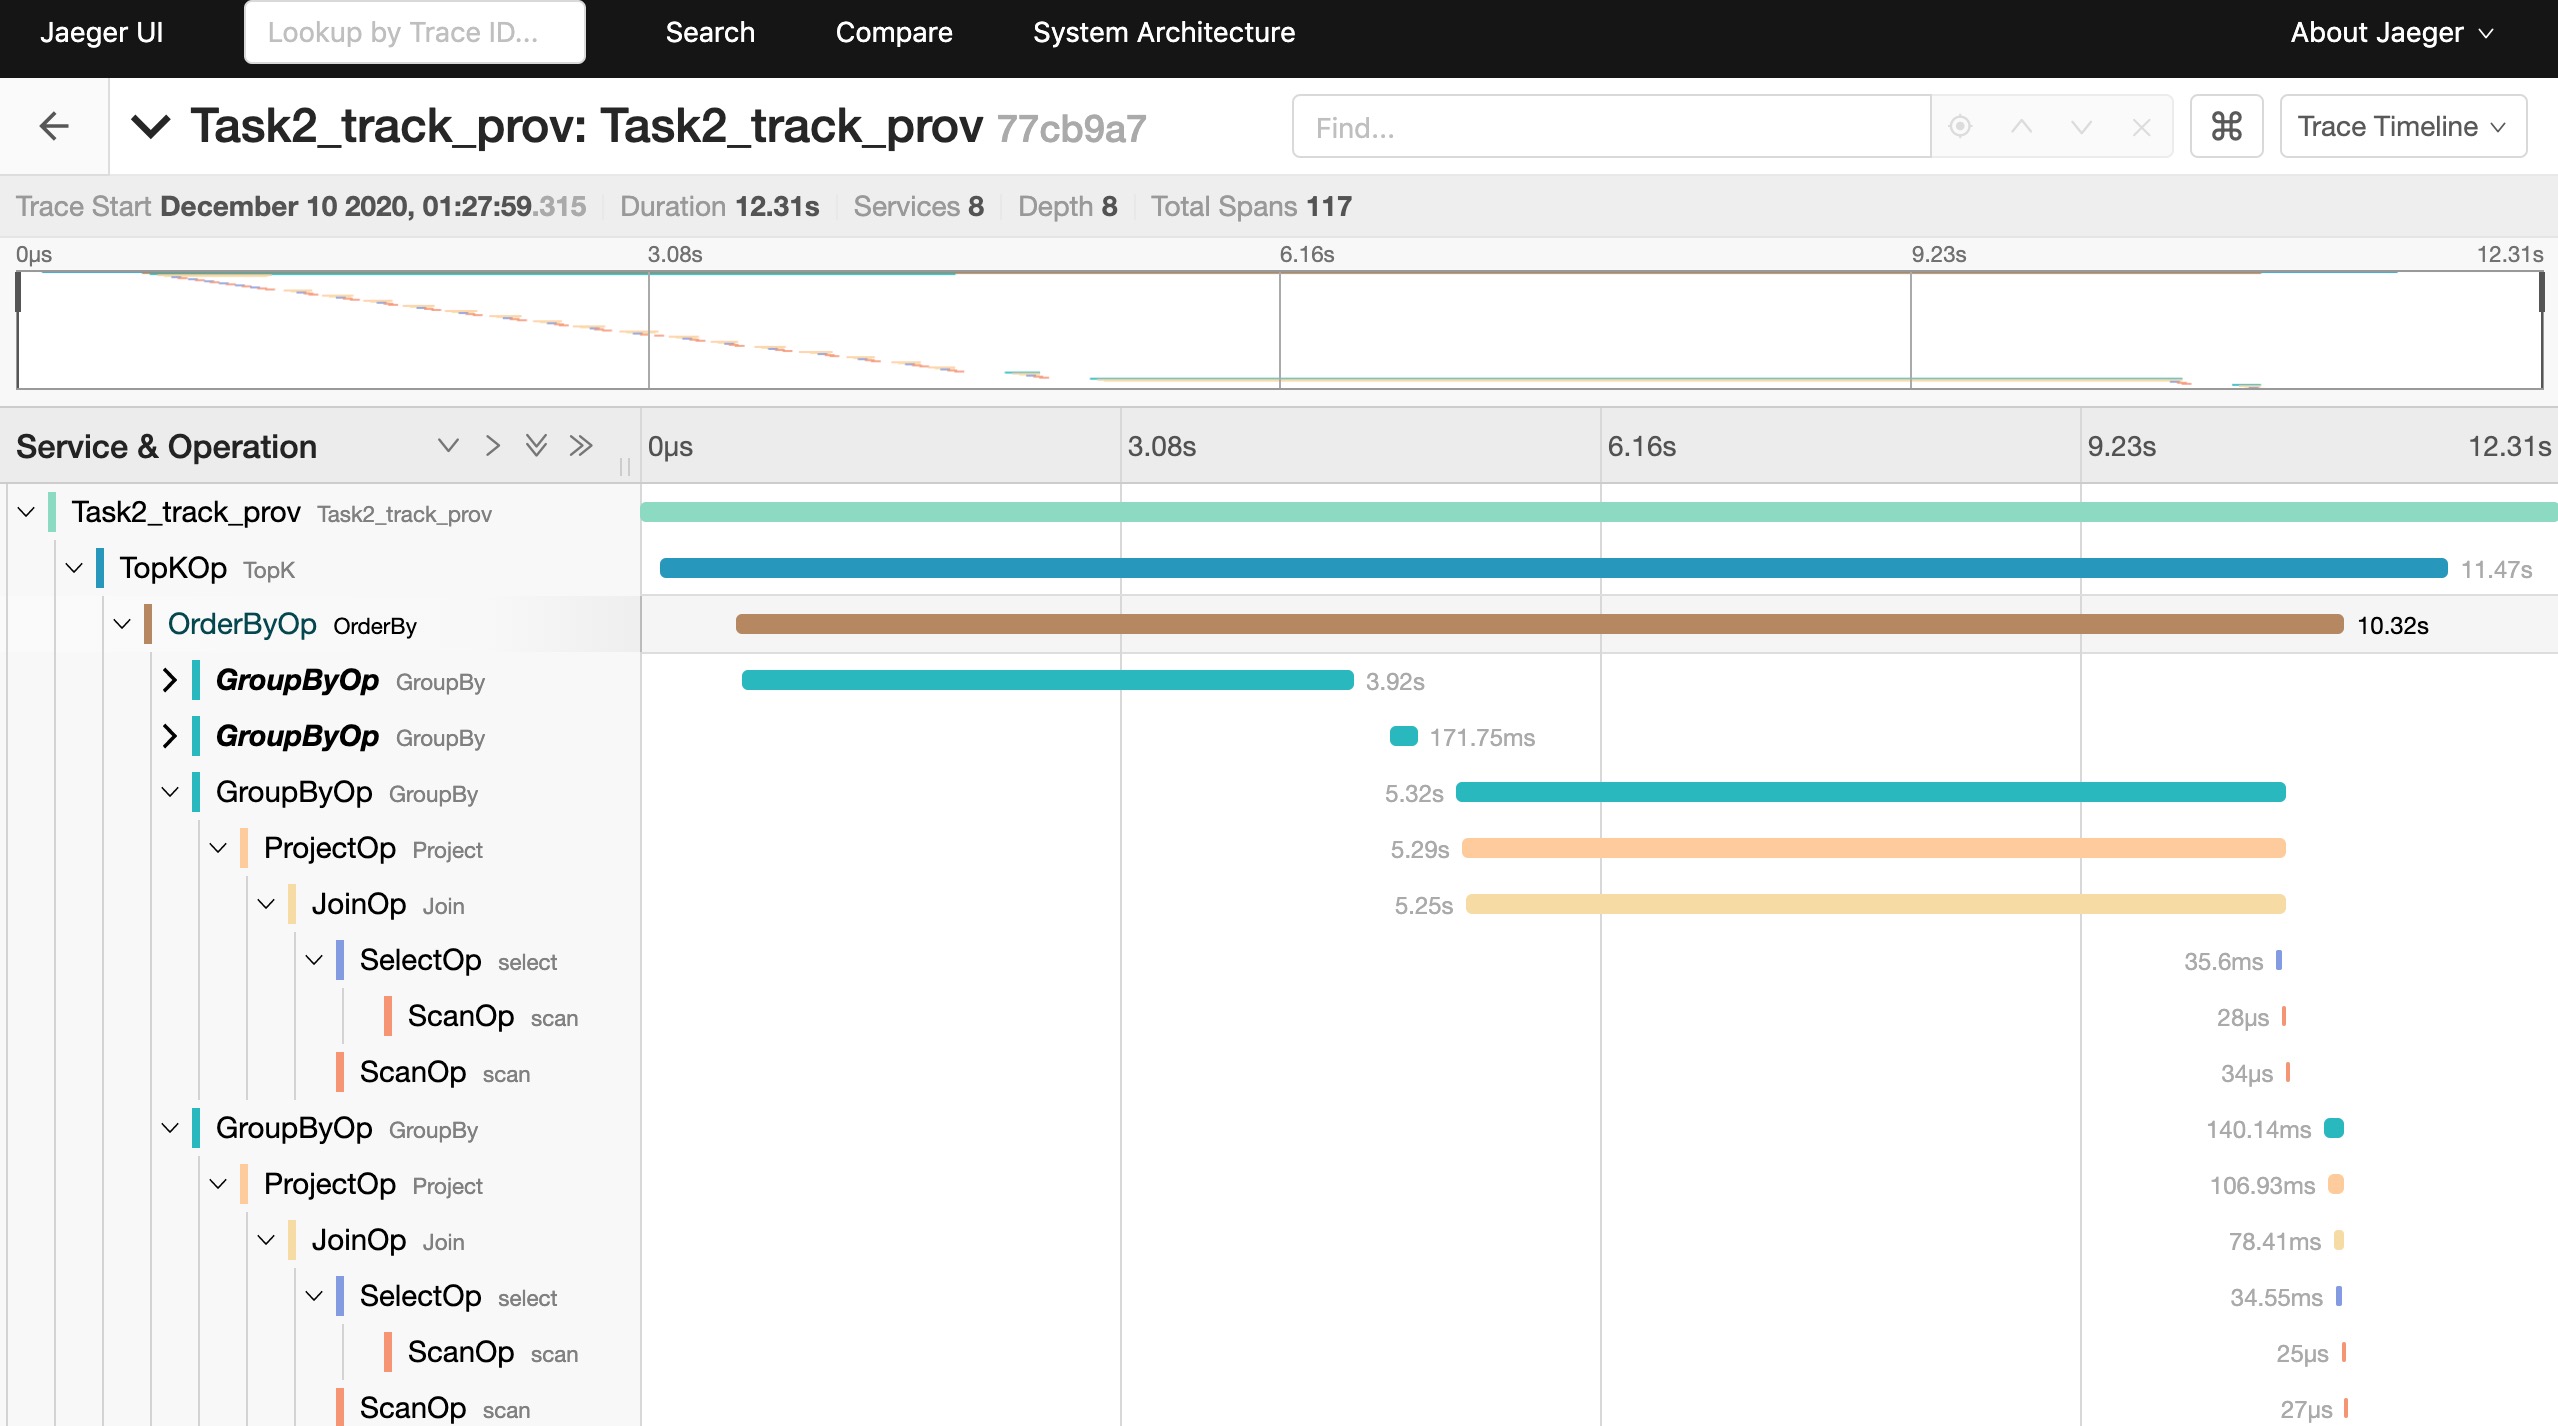 Jaeger UI Lookup by Trace ID... Search Compare System Architecture About Jaeger
Task2_track_prov: Task2_track_prov 77cb9a7 Find... ⌘ Trace Timeline
Trace Start December 10 2020, 01:27:59.315 Duration 12.31s Services 8 Depth 8 Total Spans 117
0μs 3.08s 6.16s 9.23s 12.31s
Service & Operation 0μs 3.08s 6.16s 9.23s 12.31s
Task2_track_prov Task2_track_prov
TopKOp TopK 11.47s
OrderByOp OrderBy 10.32s
GroupByOp GroupBy 3.92s
GroupByOp GroupBy 171.75ms
GroupByOp GroupBy 5.32s
ProjectOp Project 5.29s
JoinOp Join 5.25s
SelectOp select 35.6ms
ScanOp scan 28μs
ScanOp scan 34μs
GroupByOp GroupBy 140.14ms
ProjectOp Project 106.93ms
JoinOp Join 78.41ms
SelectOp select 34.55ms
ScanOp scan 25μs
ScanOp scan 27μs